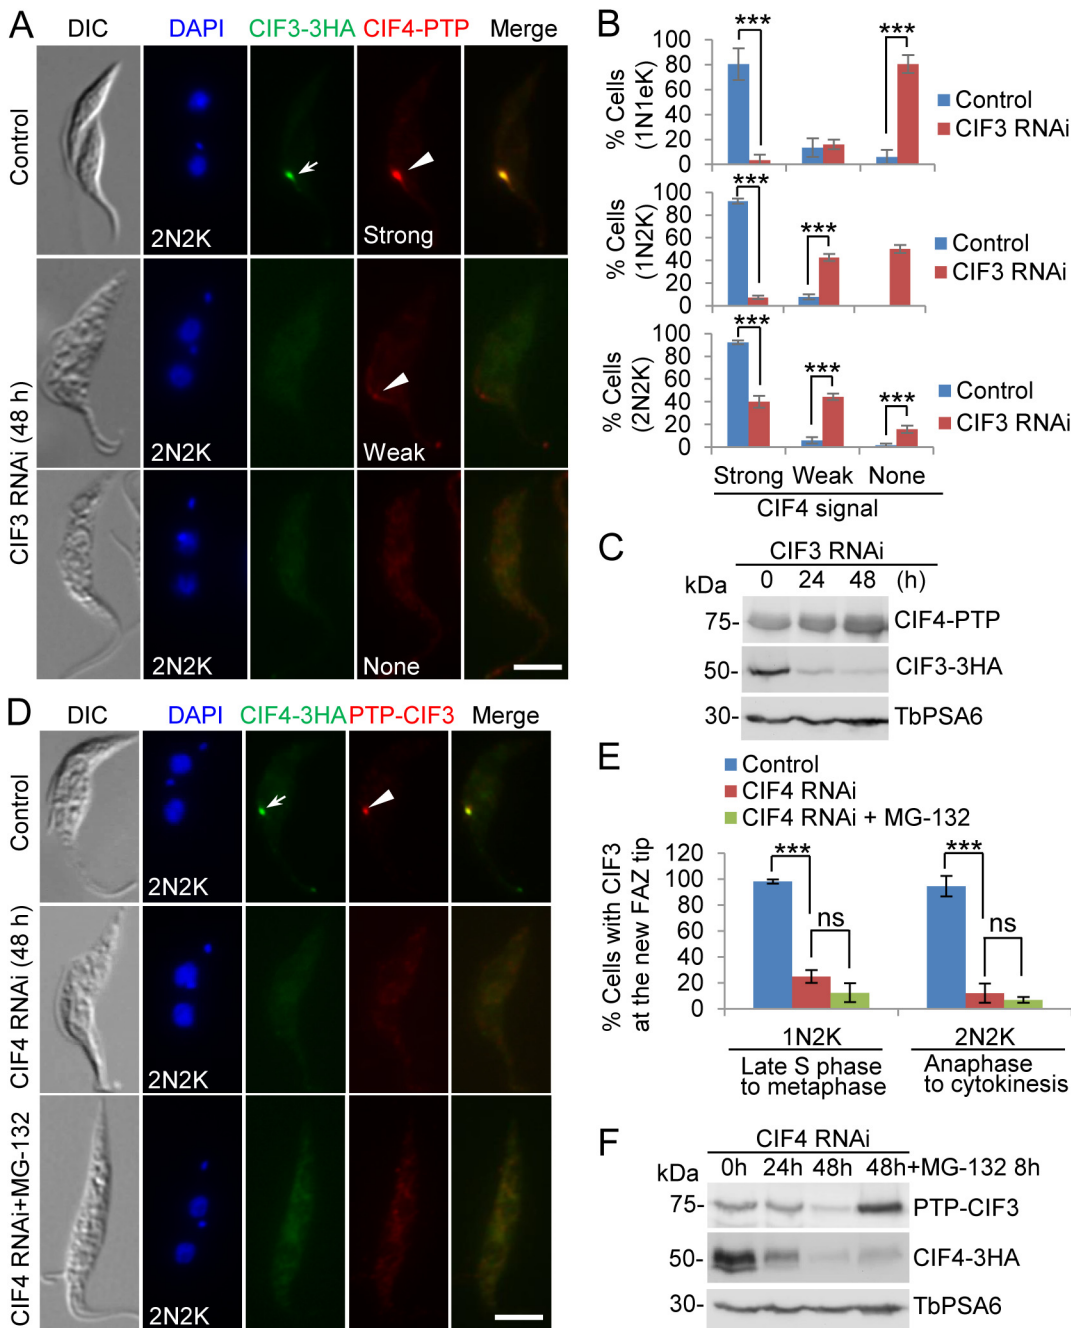 A
DIC DAPI CIF3-3HA CIF4-PTP Merge
Control
2N2K
Strong
CIF3 RNAi (48 h)
2N2K
Weak
2N2K
None
B
% Cells
(1N1eK)
100
80
60
40
20
0
***
***
Control
CIF3 RNAi
% Cells
(1N2K)
100
80
60
40
20
0
***
***
Control
CIF3 RNAi
% Cells
(2N2K)
100
80
60
40
20
0
***
***
***
Control
CIF3 RNAi
Strong Weak None
CIF4 signal
C
CIF3 RNAi
kDa 0 24 48 (h)
75- CIF4-PTP
50- CIF3-3HA
30- TbPSA6
D
DIC DAPI CIF4-3HA PTP-CIF3 Merge
Control
2N2K
CIF4 RNAi (48 h)
2N2K
CIF4 RNAi+MG-132
2N2K
E
Control
CIF4 RNAi
CIF4 RNAi + MG-132
% Cells with CIF3
at the new FAZ tip
120
100
80
60
40
20
0
***
ns
***
ns
1N2K 2N2K
Late S phase
to metaphase
Anaphase
to cytokinesis
F
CIF4 RNAi
kDa 0h 24h 48h 48h+MG-132 8h
75- PTP-CIF3
50- CIF4-3HA
30- TbPSA6